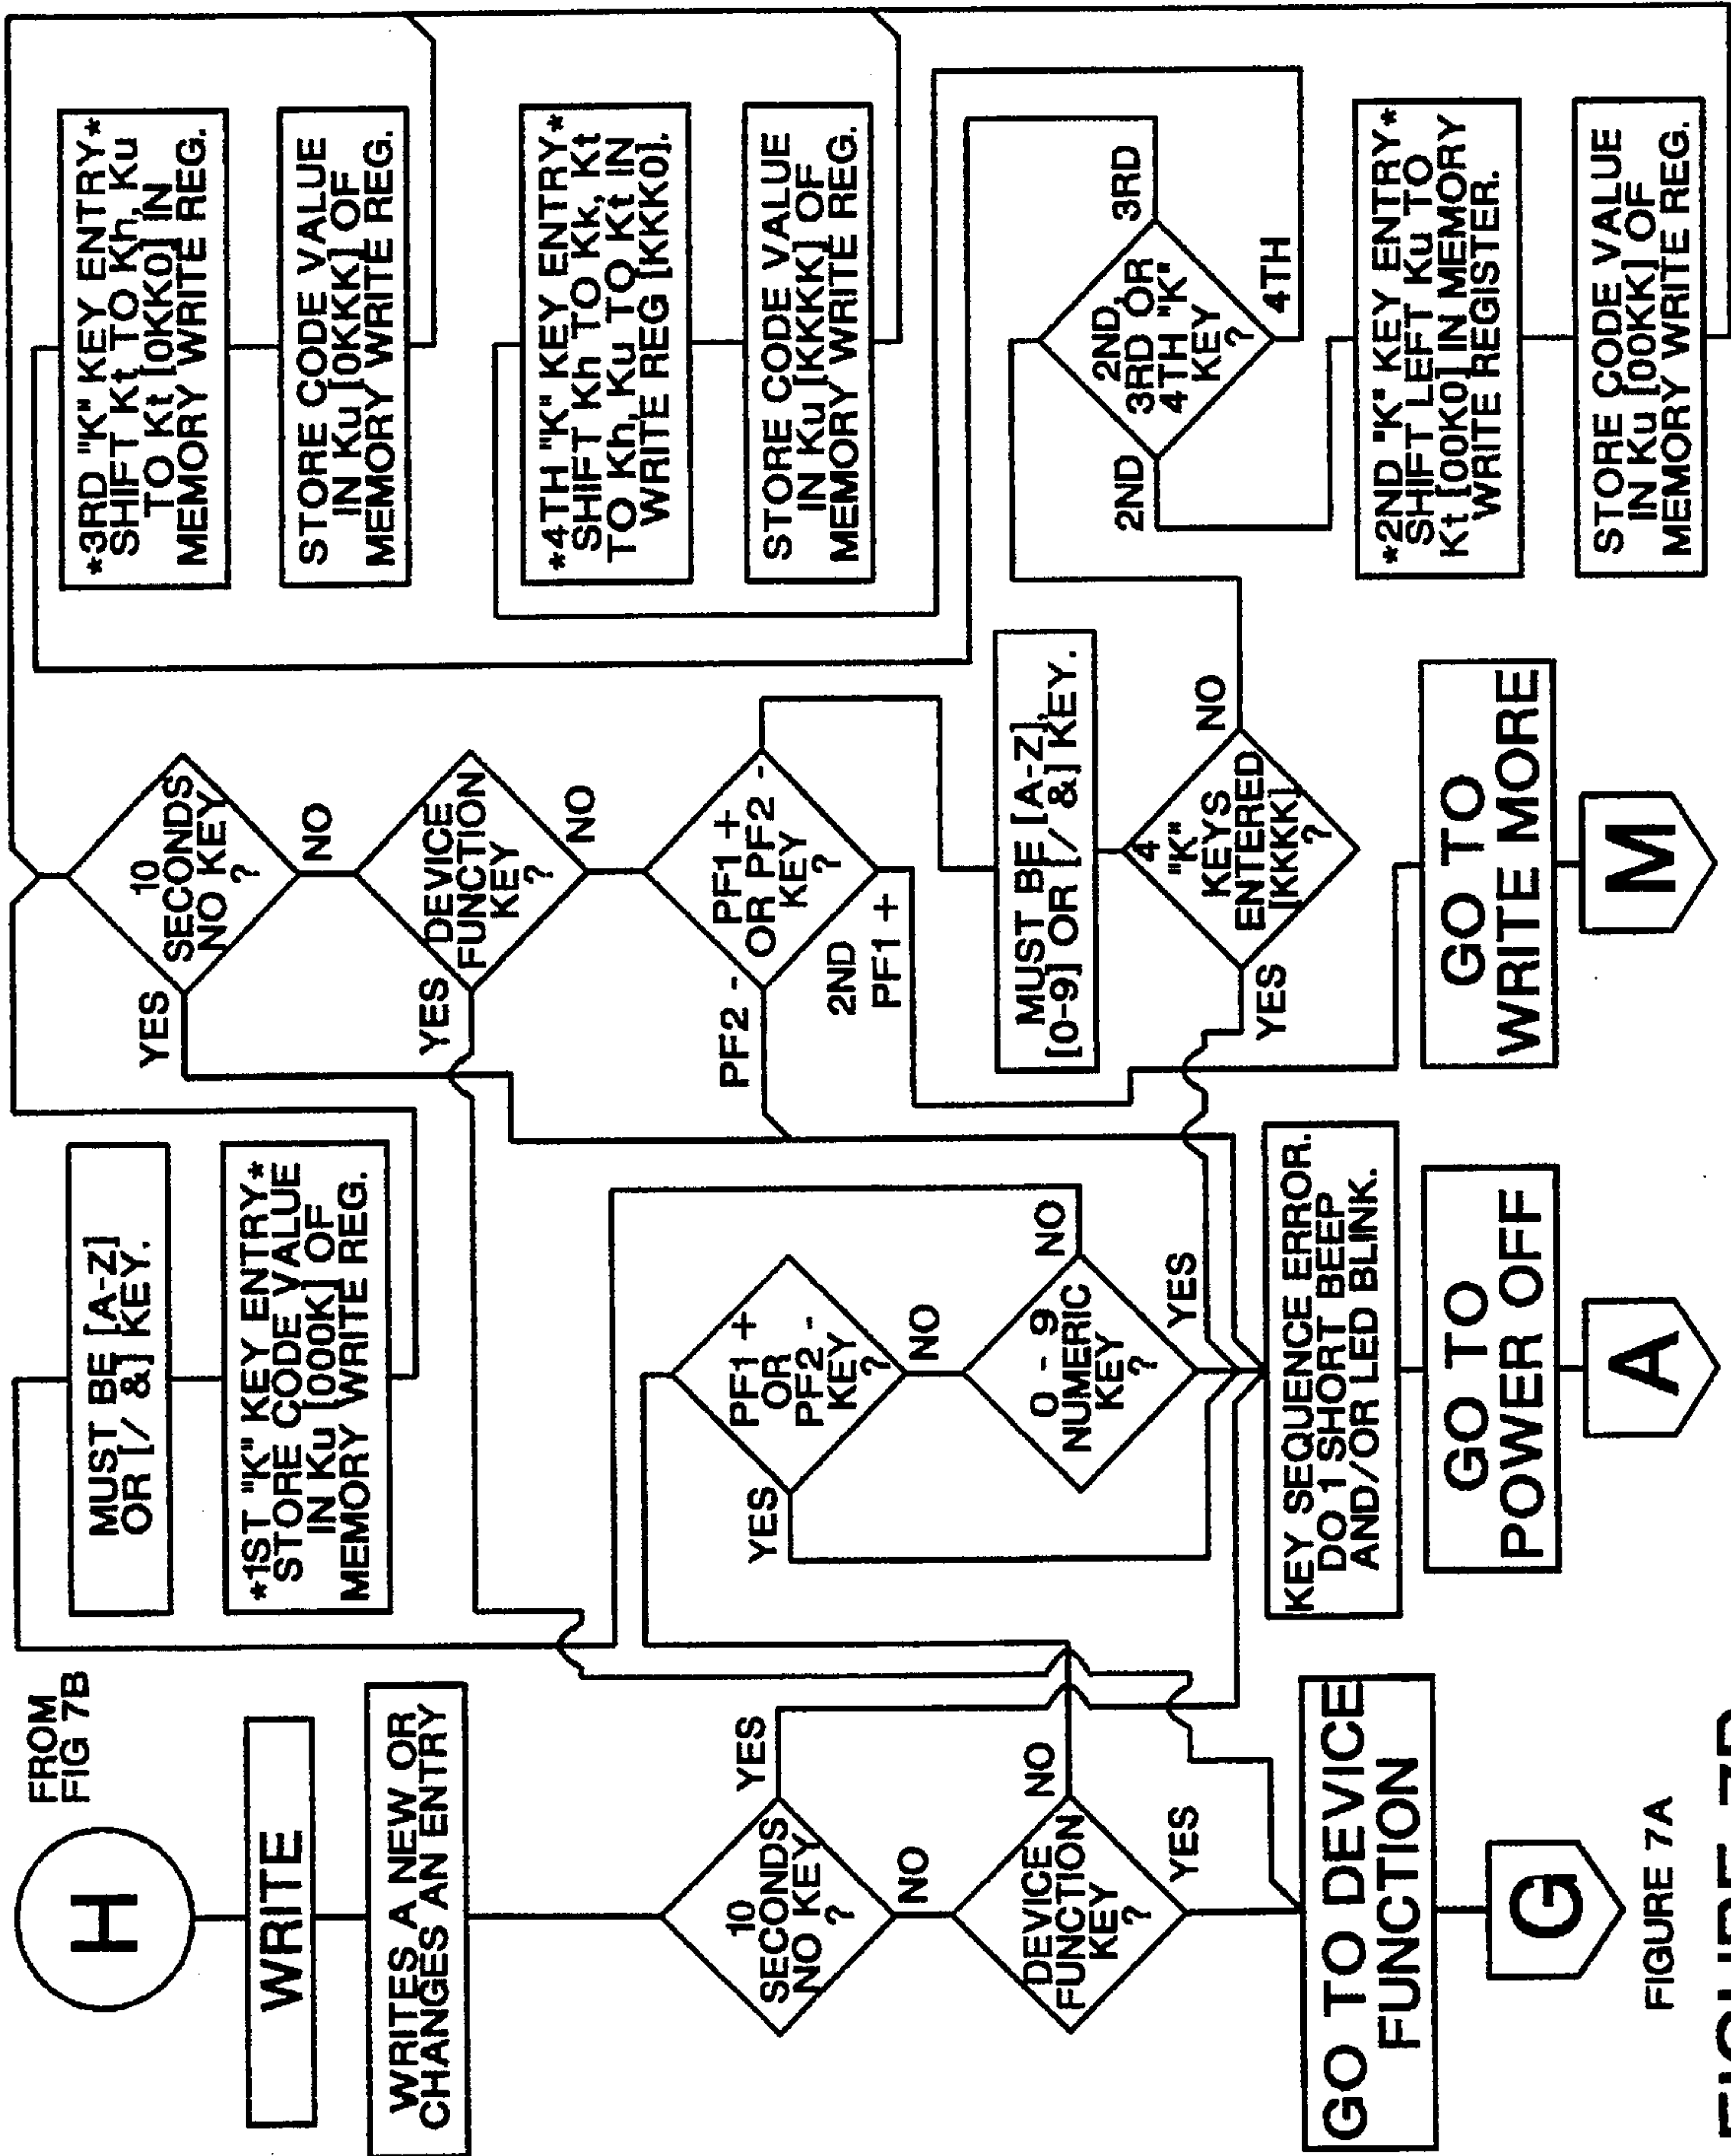 FROM
FIG 7B
H
WRITE
WRITES A NEW OR
CHANGES AN ENTRY
10
SECONDS
NO KEY
?
YES
NO
DEVICE
FUNCTION
KEY
?
NO
YES
GO TO DEVICE
FUNCTION
G
FIGURE 7A
MUST BE [A-Z]
OR [/ &] KEY.
*1ST "K" KEY ENTRY*
STORE CODE VALUE
IN Ku [000K] OF
MEMORY WRITE REG.
PF1 +
OR
PF2 -
KEY
?
YES
NO
0 - 9
NUMERIC
KEY
?
NO
YES
KEY SEQUENCE ERROR.
DO 1 SHORT BEEP
AND/OR LED BLINK.
GO TO
POWER OFF
A
10
SECONDS
NO KEY
?
YES
NO
DEVICE
FUNCTION
KEY
?
YES
NO
PF1 +
OR PF2 -
KEY
?
PF2 -
2ND
PF1 +
MUST BE [A-Z],
[0-9] OR [/ &] KEY.
4
"K"
KEYS
ENTERED
[KKKK]
?
YES
NO
GO TO
WRITE MORE
M
*3RD "K" KEY ENTRY*
SHIFT Kt TO Kh, Ku
TO Kt [0KK0] IN
MEMORY WRITE REG.
STORE CODE VALUE
IN Ku [0KKK] OF
MEMORY WRITE REG.
*4TH "K" KEY ENTRY*
SHIFT Kh TO Kk, Kt
TO Kh, Ku TO Kt IN
WRITE REG [KKK0].
STORE CODE VALUE
IN Ku [KKKK] OF
MEMORY WRITE REG.
2ND,
3RD OR
4TH "K"
KEY
?
2ND
3RD
4TH
*2ND "K" KEY ENTRY*
SHIFT LEFT Ku TO
Kt [00K0] IN MEMORY
WRITE REGISTER.
STORE CODE VALUE
IN Ku [00KK] OF
MEMORY WRITE REG.
FIGURE